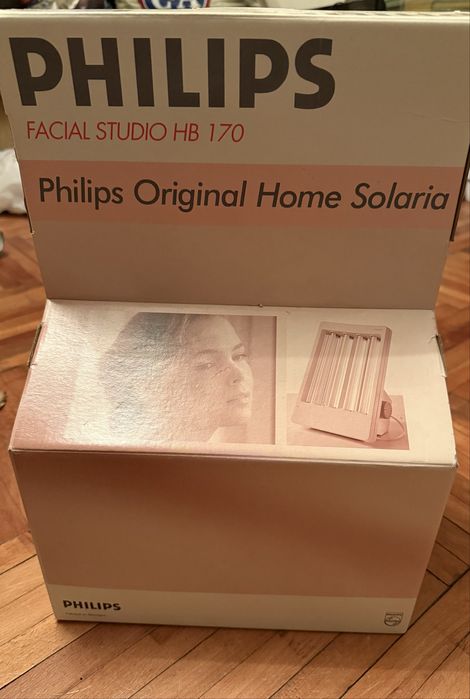 PHILIPS
FACIAL STUDIO HB 170
Philips Original Home Solaria
PHILIPS